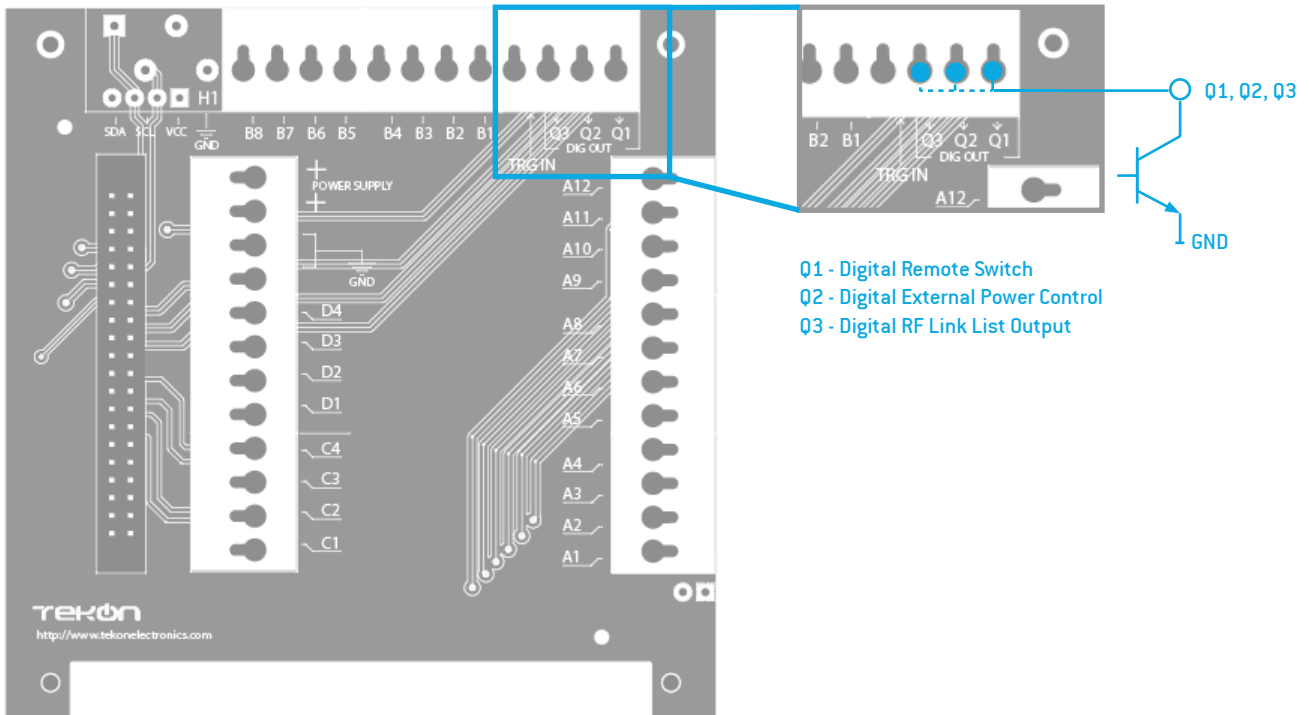 H1
SDA SCL VCC GND B8 B7 B6 B5 B4 B3 B2 B1 TRG IN Q3 Q2 Q1
DIG OUT
+
POWER SUPPLY
+
GND
D4
D3
D2
D1
C4
C3
C2
C1
A12
A11
A10
A9
A8
A7
A6
A5
A4
A3
A2
A1
TEKON
http://www.tekonelectronics.com
B2 B1 TRG IN Q3 Q2 Q1
DIG OUT
A12
Q1, Q2, Q3
GND
Q1 - Digital Remote Switch
Q2 - Digital External Power Control
Q3 - Digital RF Link List Output